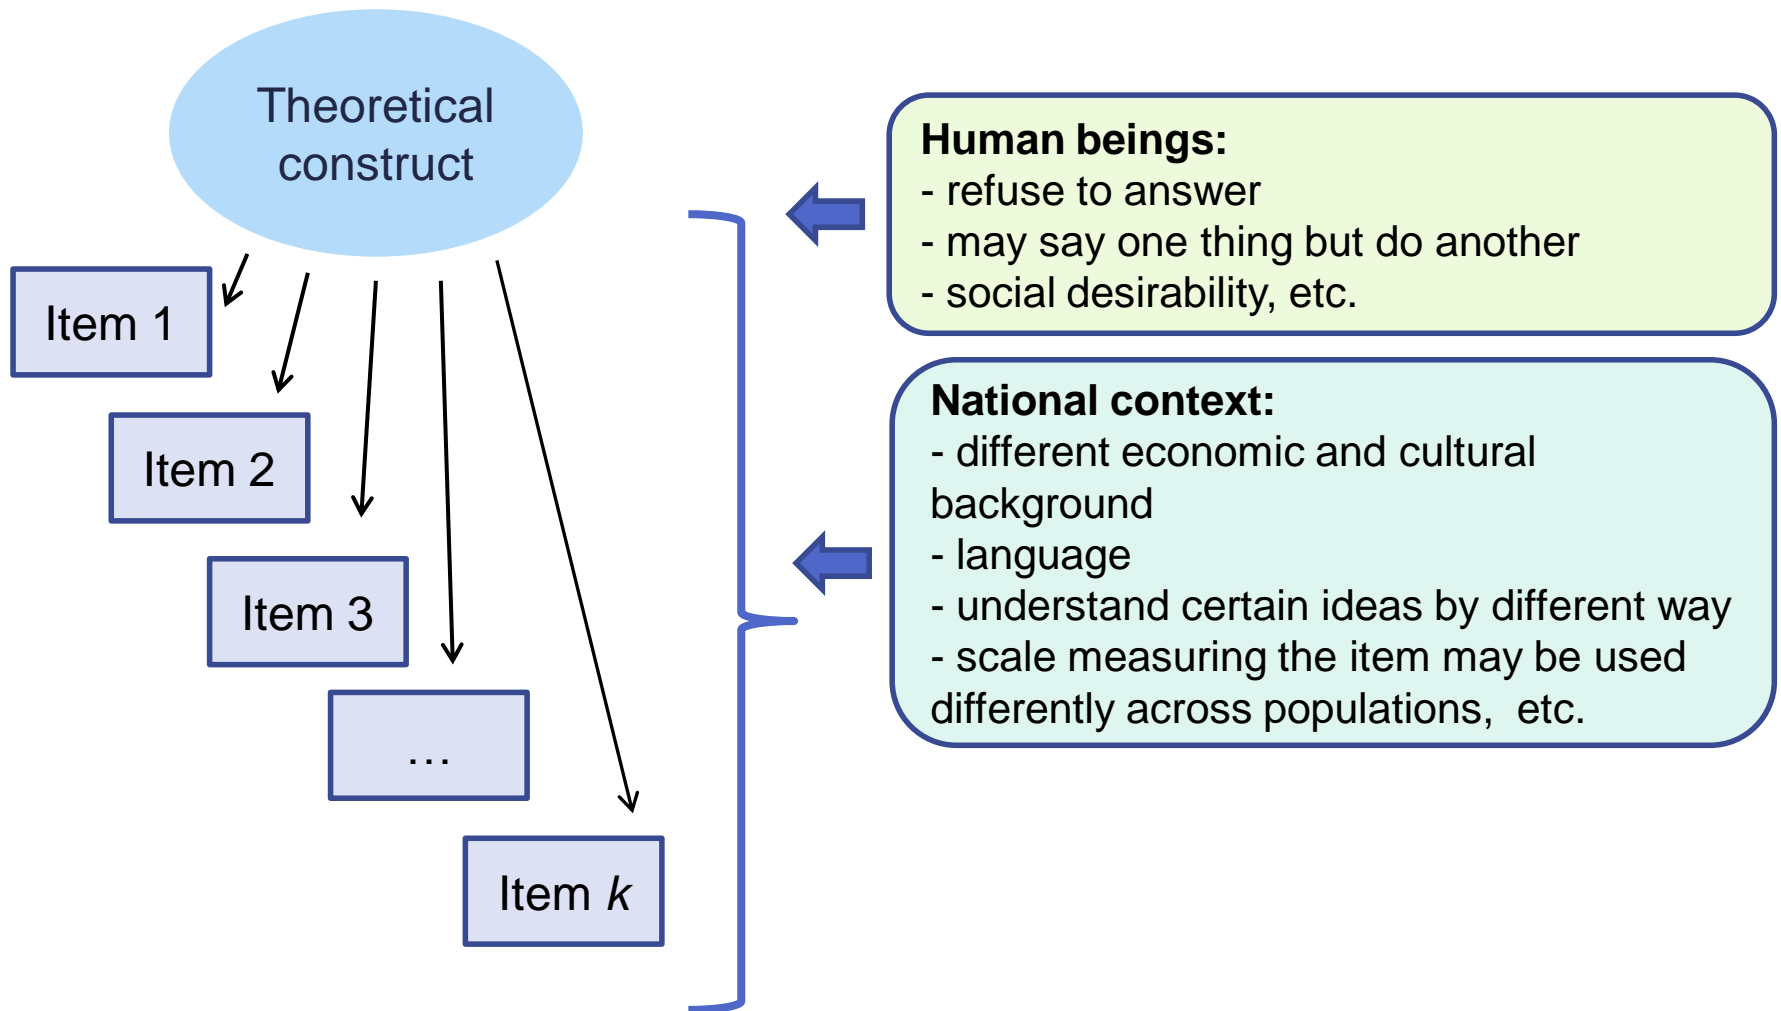 Theoretical
construct
Item 1
Item 2
Item 3
…
Item k
Human beings:
- refuse to answer
- may say one thing but do another
- social desirability, etc.
National context:
- different economic and cultural
background
- language
- understand certain ideas by different way
- scale measuring the item may be used
differently across populations,  etc.